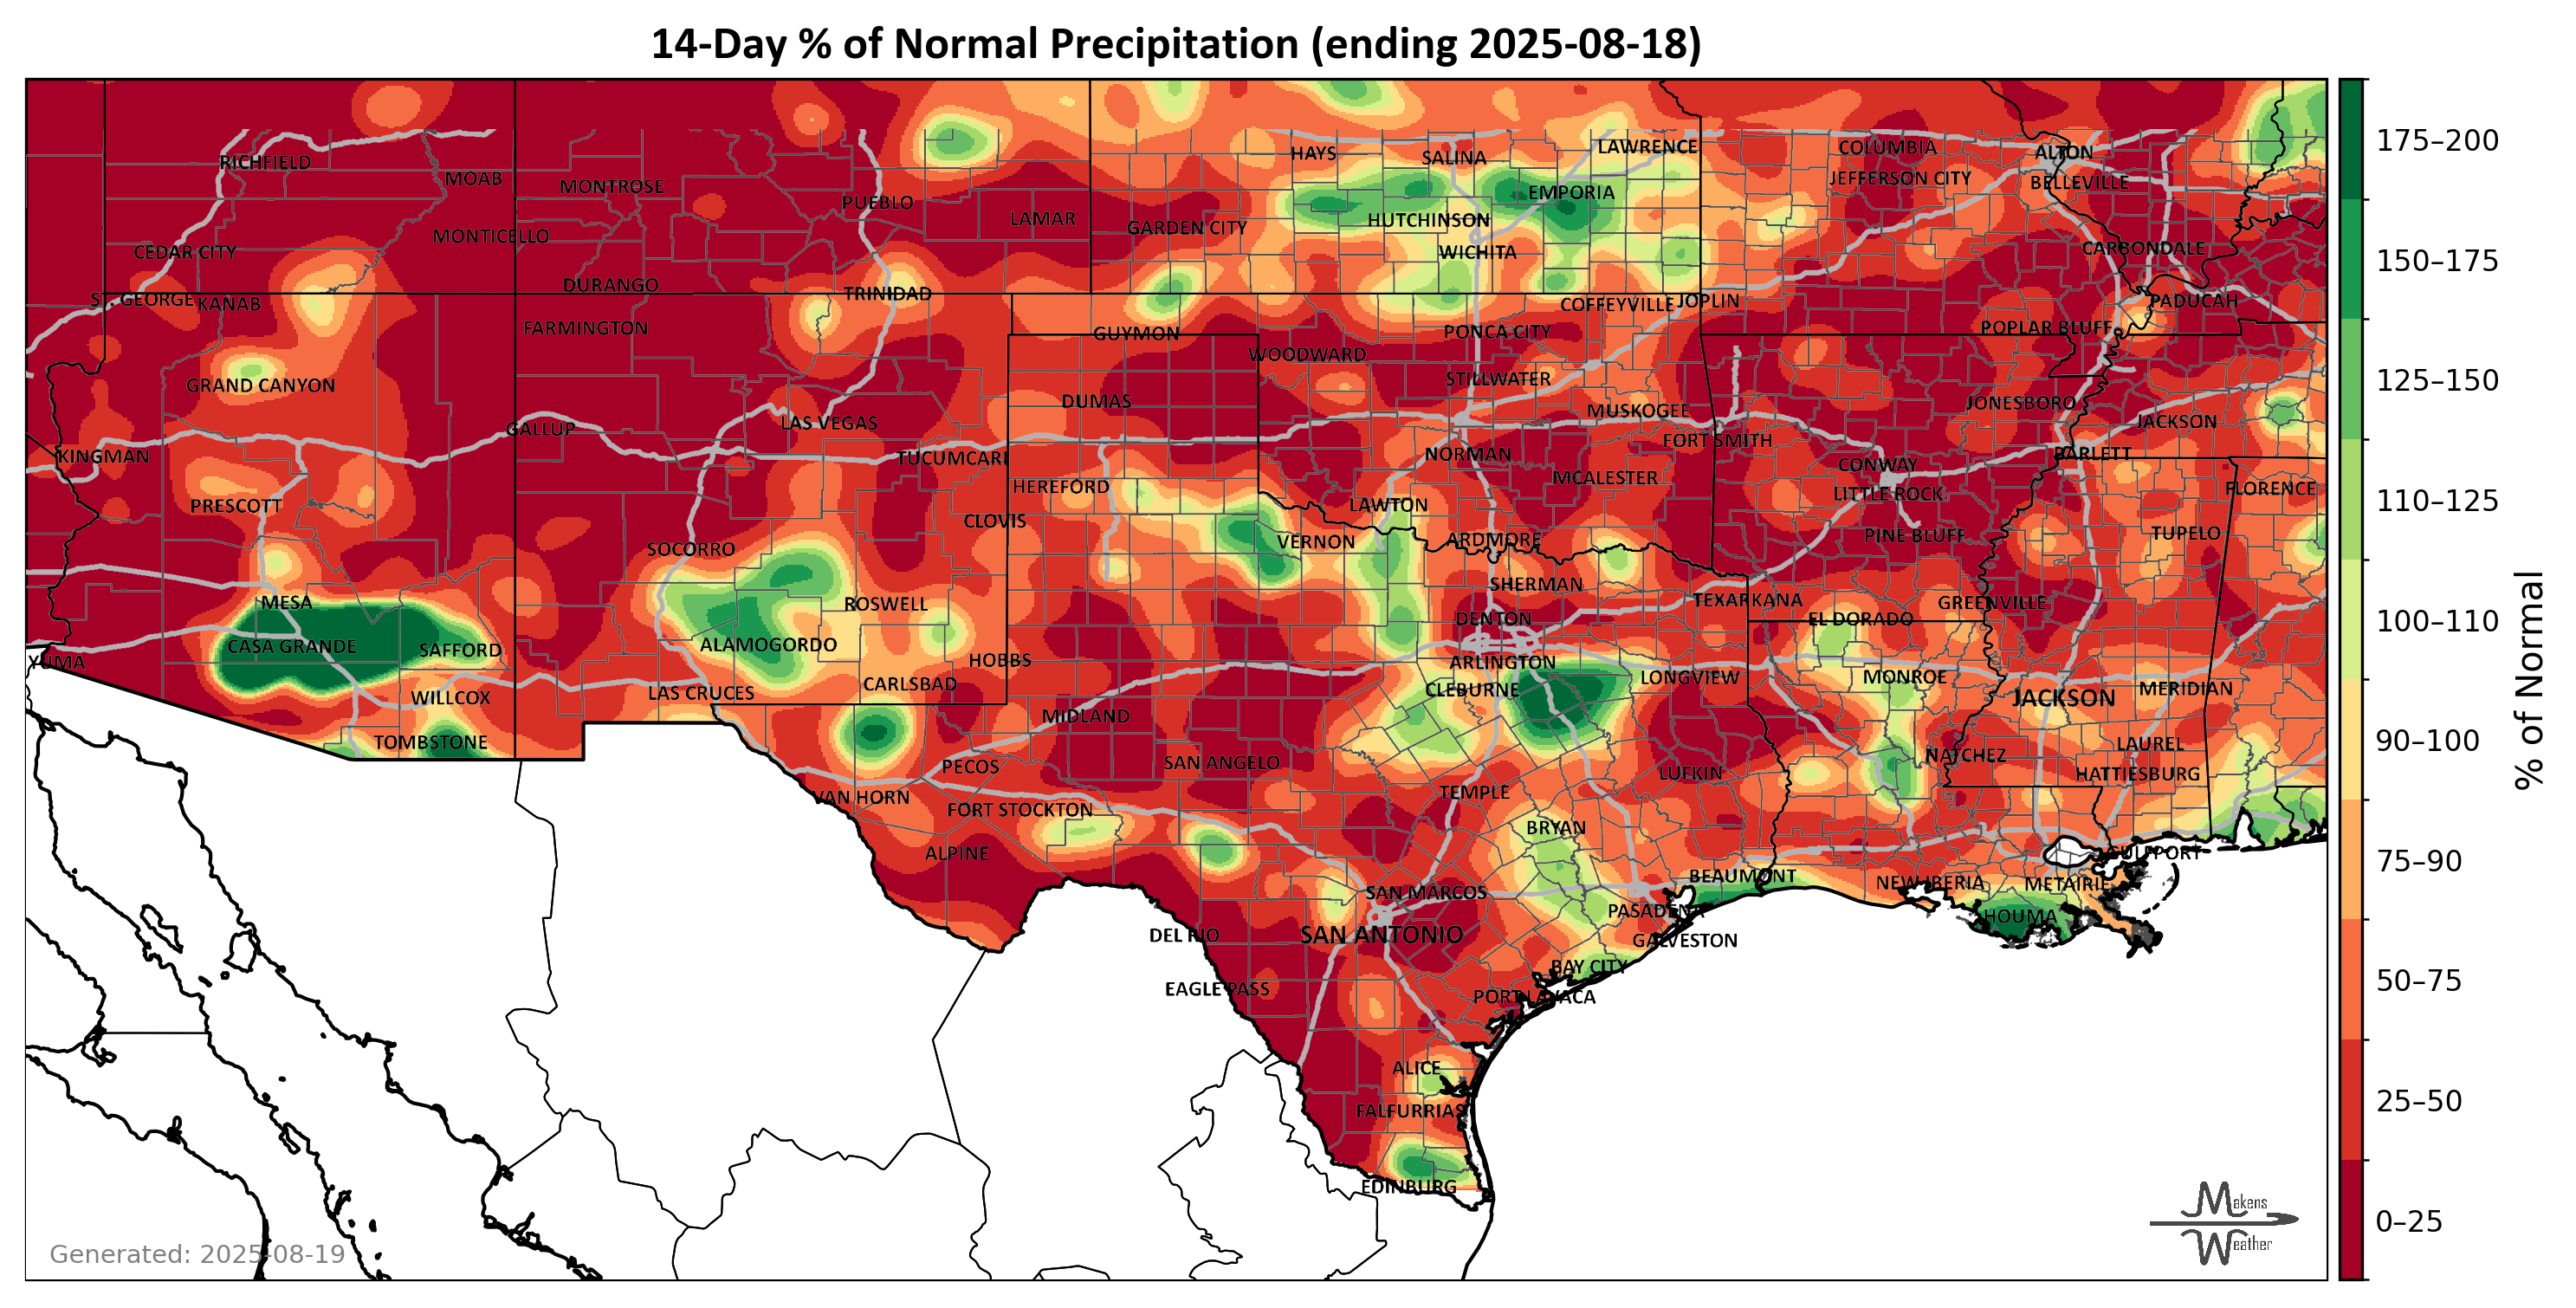 14-Day % of Normal Precipitation (ending 2025-08-18)
HAYS
SALINA
LAWRENCE
COLUMBIA
ALTON
RICHFIELD
MOAB
MONTROSE
EMPORIA
JEFFERSON CITY
BELLEVILLE
PUEBLO
LAMAR
GARDEN CITY
HUTCHINSON
MONTICELLO
CEDAR CITY
WICHITA
CARBONDALE
DURANGO
TRINIDAD
ST. GEORGE
KANAB
COFFEYVILLE
JOPLIN
PADUCAH
FARMINGTON
GUYMON
PONCA CITY
POPLAR BLUFF
WOODWARD
GRAND CANYON
STILLWATER
DUMAS
MUSKOGEE
JONESBORO
JACKSON
LAS VEGAS
GALLUP
FORT SMITH
KINGMAN
TUCUMCARI
NORMAN
BARLETT
CONWAY
HEREFORD
MCALESTER
LITTLE ROCK
FLORENCE
PRESCOTT
LAWTON
CLOVIS
SOCORRO
VERNON
ARDMORE
PINE BLUFF
TUPELO
SHERMAN
MESA
ROSWELL
TEXARKANA
GREENVILLE
DENTON
EL DORADO
CASA GRANDE
SAFFORD
ALAMOGORDO
YUMA
HOBBS
ARLINGTON
WILLCOX
LAS CRUCES
CARLSBAD
CLEBURNE
LONGVIEW
MONROE
JACKSON
MERIDIAN
MIDLAND
TOMBSTONE
PECOS
SAN ANGELO
LUFKIN
NATCHEZ
LAUREL
HATTIESBURG
VAN HORN
FORT STOCKTON
TEMPLE
BRYAN
ALPINE
GULFPORT
SAN MARCOS
BEAUMONT
NEW IBERIA
METAIRIE
PASADENA
HOUMA
DEL RIO
SAN ANTONIO
GALVESTON
BAY CITY
EAGLE PASS
PORT LAVACA
ALICE
FALFURRIAS
EDINBURG
175–200
150–175
125–150
110–125
100–110
90–100
75–90
50–75
25–50
0–25
% of Normal
Generated: 2025-08-19
Makens
Weather